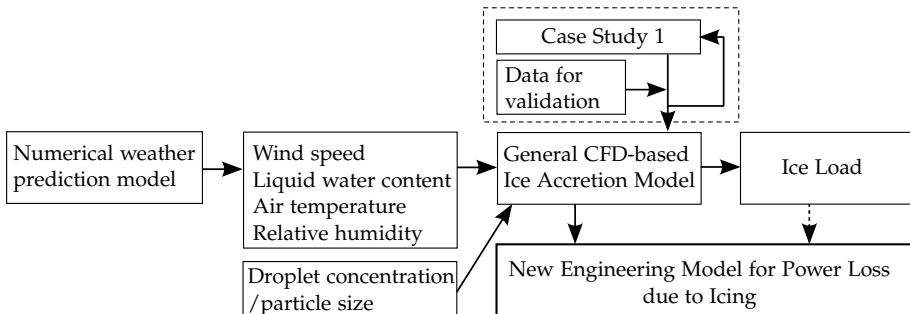 Case Study 1
Data for
validation
Numerical weather
prediction model
Wind speed
Liquid water content
Air temperature
Relative humidity
General CFD-based
Ice Accretion Model
Ice Load
Droplet concentration
/particle size
New Engineering Model for Power Loss
due to Icing